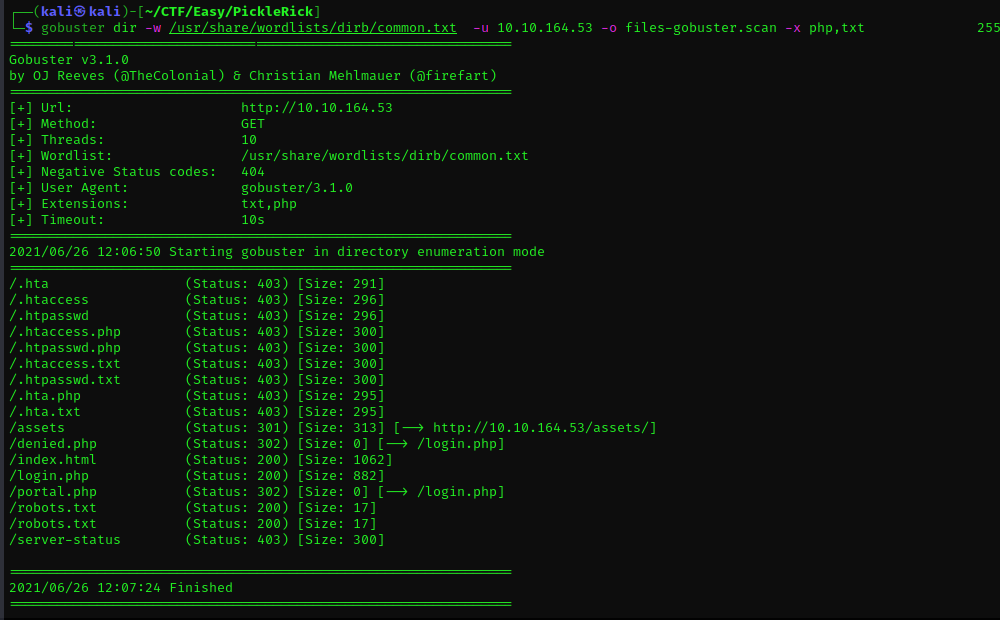 ┌──(kali㉿kali)-[~/CTF/Easy/PickleRick]
└─$ gobuster dir -w /usr/share/wordlists/dirb/common.txt  -u 10.10.164.53 -o files-gobuster.scan -x php,txt              255
===============================================================
Gobuster v3.1.0
by OJ Reeves (@TheColonial) & Christian Mehlmauer (@firefart)
===============================================================
[+] Url:                     http://10.10.164.53
[+] Method:                  GET
[+] Threads:                 10
[+] Wordlist:                /usr/share/wordlists/dirb/common.txt
[+] Negative Status codes:   404
[+] User Agent:              gobuster/3.1.0
[+] Extensions:              txt,php
[+] Timeout:                 10s
===============================================================
2021/06/26 12:06:50 Starting gobuster in directory enumeration mode
===============================================================
/.hta                 (Status: 403) [Size: 291]
/.htaccess            (Status: 403) [Size: 296]
/.htpasswd            (Status: 403) [Size: 296]
/.htaccess.php        (Status: 403) [Size: 300]
/.htpasswd.php        (Status: 403) [Size: 300]
/.htaccess.txt        (Status: 403) [Size: 300]
/.htpasswd.txt        (Status: 403) [Size: 300]
/.hta.php             (Status: 403) [Size: 295]
/.hta.txt             (Status: 403) [Size: 295]
/assets               (Status: 301) [Size: 313] [--> http://10.10.164.53/assets/]
/denied.php           (Status: 302) [Size: 0] [--> /login.php]
/index.html           (Status: 200) [Size: 1062]
/login.php            (Status: 200) [Size: 882]
/portal.php           (Status: 302) [Size: 0] [--> /login.php]
/robots.txt           (Status: 200) [Size: 17]
/robots.txt           (Status: 200) [Size: 17]
/server-status        (Status: 403) [Size: 300]

===============================================================
2021/06/26 12:07:24 Finished
===============================================================